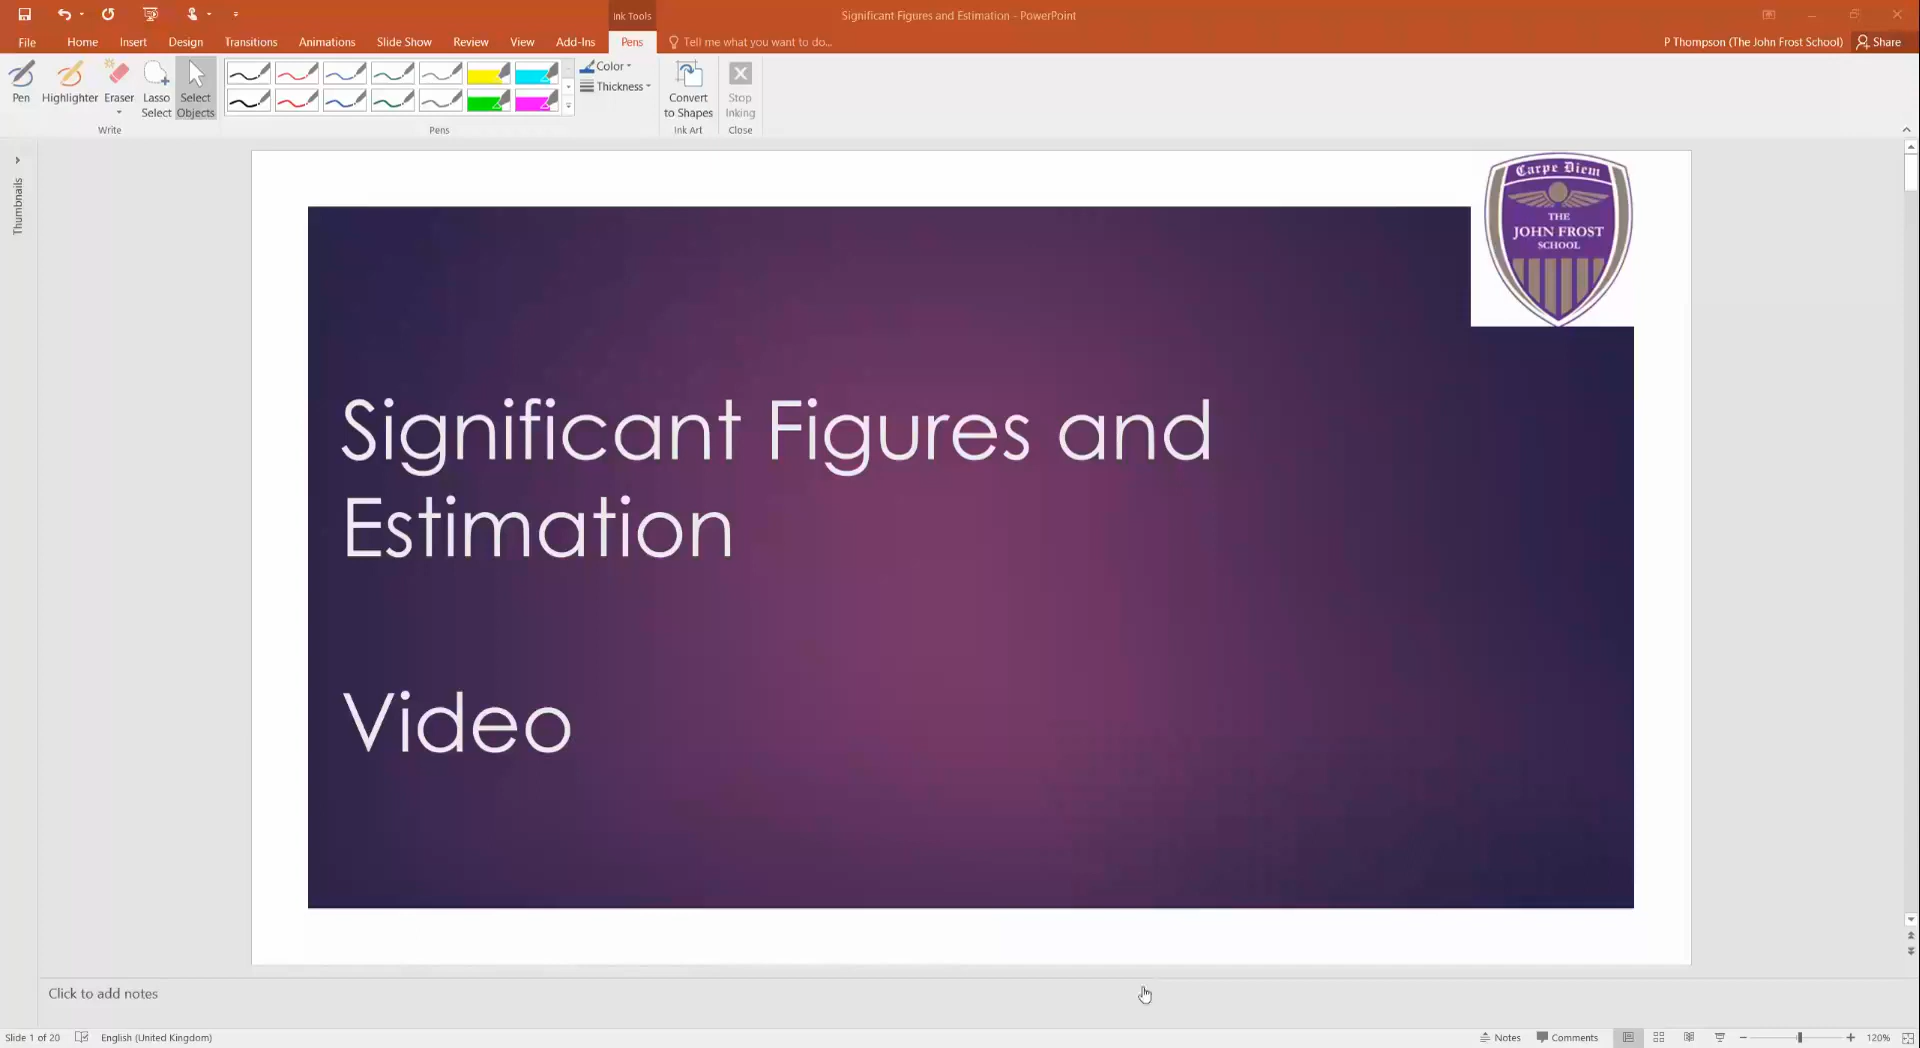 Ink Tools
Significant Figures and Estimation - PowerPoint
File
Home
Insert
Design
Transitions
Animations
Slide Show
Review
View
Add-Ins
Pens
Tell me what you want to do...
P Thompson (The John Frost School)
Share
Pen
Highlighter
Eraser
Lasso
Select
Select
Objects
Color
Thickness
Convert
to Shapes
Stop
Inking
Write
Pens
Ink Art
Close
Thumbnails
Carpe Diem
THE
JOHN FROST
SCHOOL
Significant Figures and
Estimation
Video
Click to add notes
Slide 1 of 20
English (United Kingdom)
Notes
Comments
120%